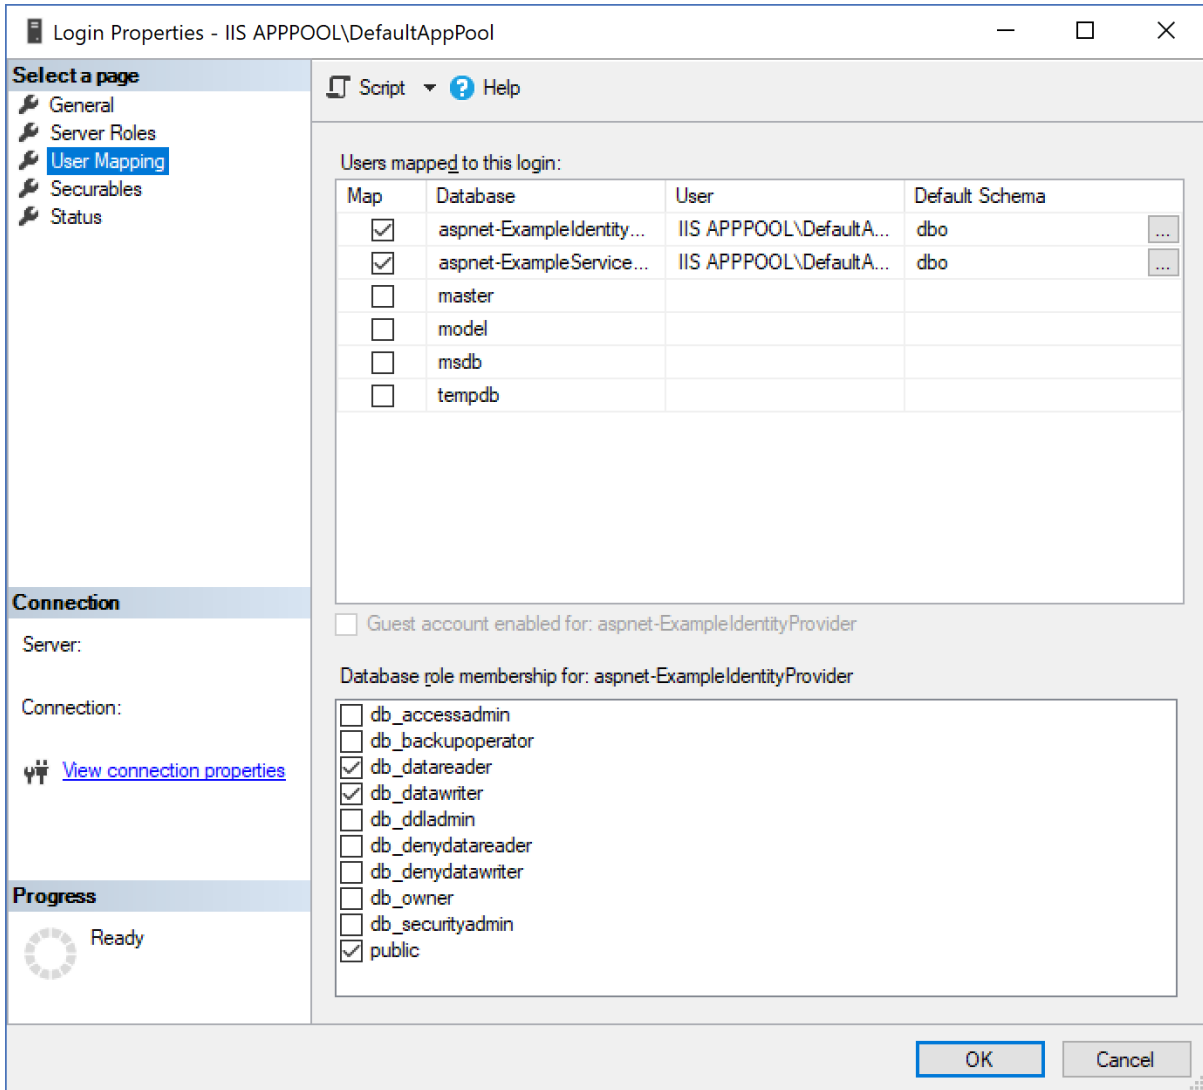 Login Properties - IIS APPPOOL\DefaultAppPool
Select a page
General
Server Roles
User Mapping
Securables
Status
Connection
Server:
Connection:
View connection properties
Progress
Ready
Script Help
Users mapped to this login:
Map Database User Default Schema
aspnet-ExampleIdentity... IIS APPPOOL\DefaultA... dbo ...
aspnet-ExampleService... IIS APPPOOL\DefaultA... dbo ...
master
model
msdb
tempdb
Guest account enabled for: aspnet-ExampleIdentityProvider
Database role membership for: aspnet-ExampleIdentityProvider
db_accessadmin
db_backupoperator
db_datareader
db_datawriter
db_ddladmin
db_denydatareader
db_denydatawriter
db_owner
db_securityadmin
public
OK Cancel